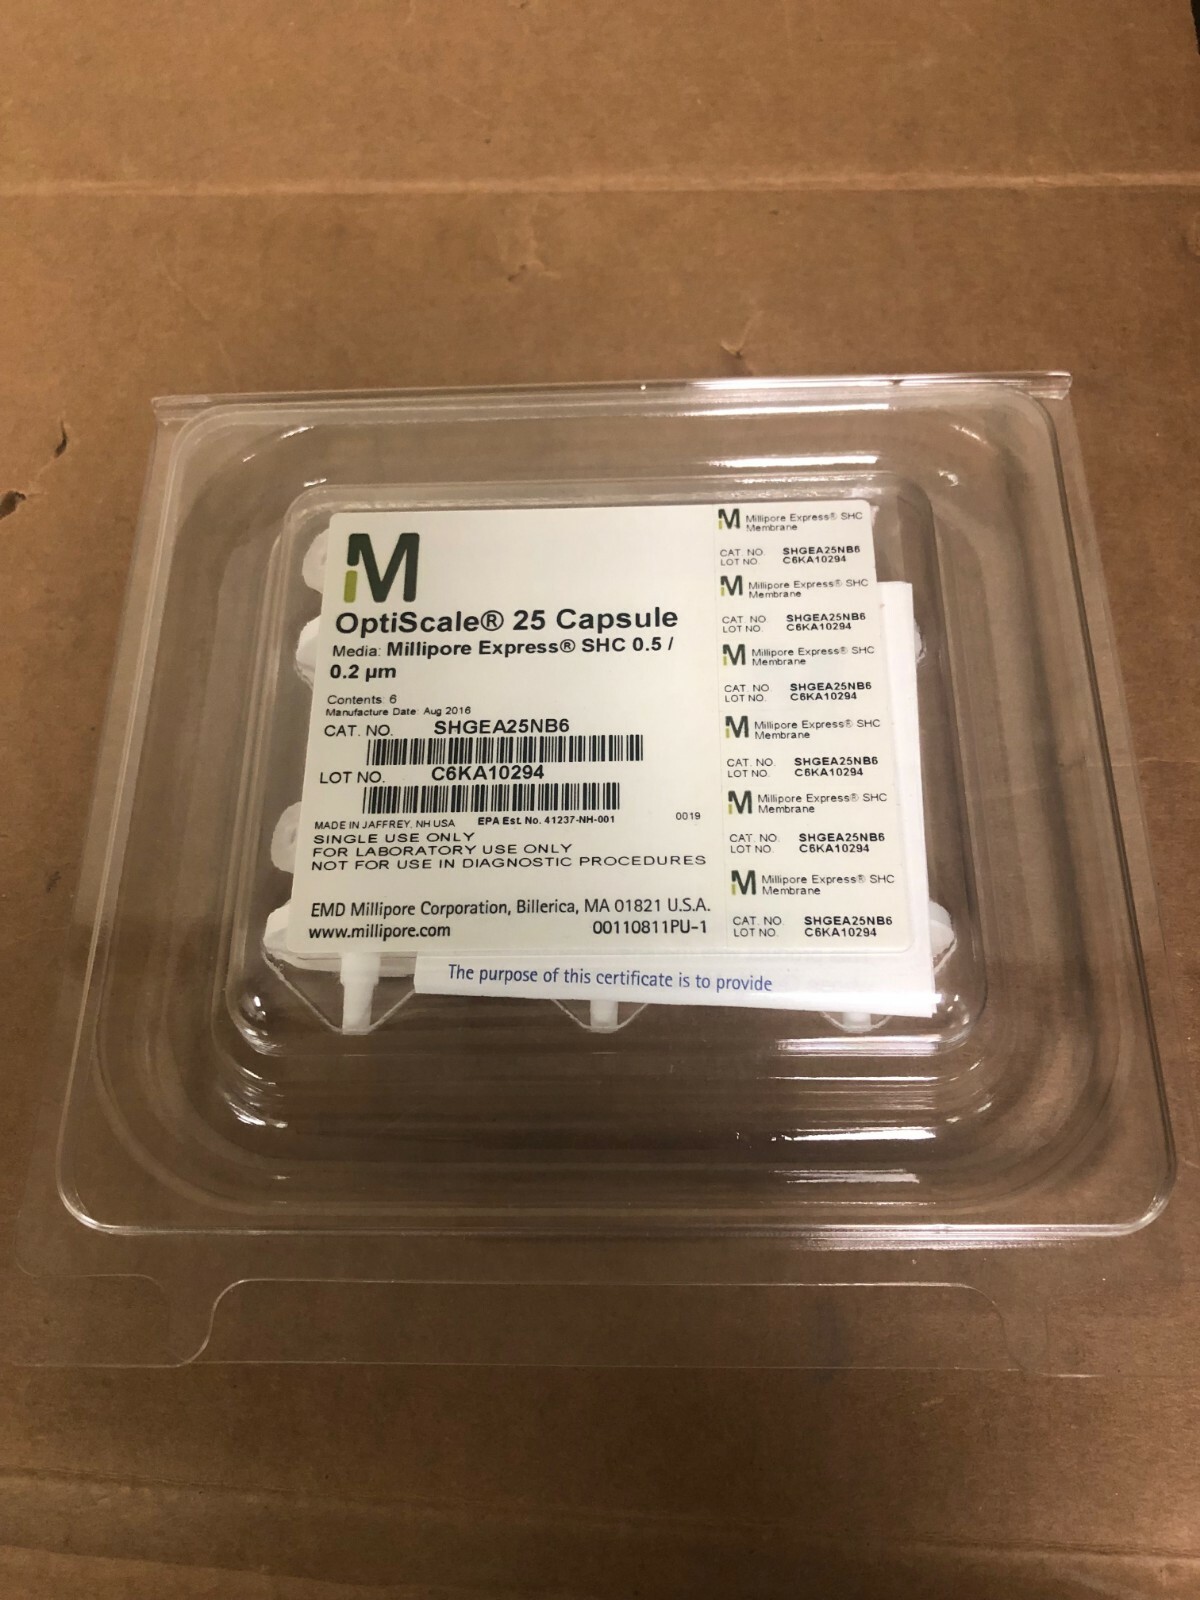 M
OptiScale® 25 Capsule
Media: Millipore Express® SHC 0.5 /
0.2 µm
Contents: 6
Manufacture Date: Aug 2016
CAT. NO. SHGEA25NB6
LOT NO. C6KA10294
MADE IN JAFFREY, NH USA EPA Est. No. 41237-NH-001 0019
SINGLE USE ONLY
FOR LABORATORY USE ONLY
NOT FOR USE IN DIAGNOSTIC PROCEDURES
EMD Millipore Corporation, Billerica, MA 01821 U.S.A.
www.millipore.com 00110811PU-1
M Millipore Express® SHC
Membrane
CAT. NO. SHGEA25NB6
LOT NO. C6KA10294
M Millipore Express® SHC
Membrane
CAT. NO. SHGEA25NB6
LOT NO. C6KA10294
M Millipore Express® SHC
Membrane
CAT. NO. SHGEA25NB6
LOT NO. C6KA10294
M Millipore Express® SHC
Membrane
CAT. NO. SHGEA25NB6
LOT NO. C6KA10294
M Millipore Express® SHC
Membrane
CAT. NO. SHGEA25NB6
LOT NO. C6KA10294
M Millipore Express® SHC
Membrane
CAT. NO. SHGEA25NB6
LOT NO. C6KA10294
The purpose of this certificate is to provide